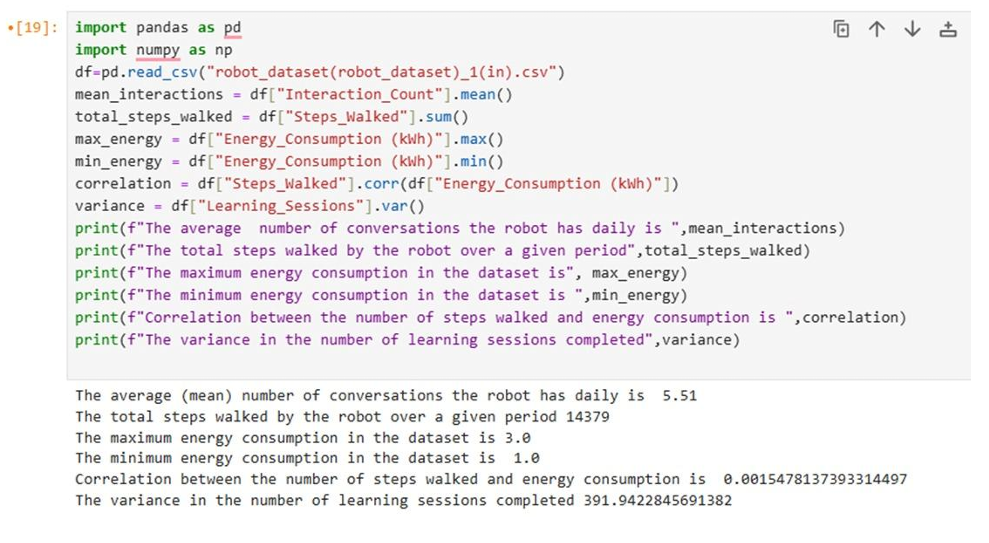 •[19]:
import pandas as pd
import numpy as np
df=pd.read_csv("robot_dataset(robot_dataset)_1(in).csv")
mean_interactions = df["Interaction_Count"].mean()
total_steps_walked = df["Steps_Walked"].sum()
max_energy = df["Energy_Consumption (kWh)"].max()
min_energy = df["Energy_Consumption (kWh)"].min()
correlation = df["Steps_Walked"].corr(df["Energy_Consumption (kWh)"])
variance = df["Learning_Sessions"].var()
print(f"The average  number of conversations the robot has daily is ",mean_interactions)
print(f"The total steps walked by the robot over a given period",total_steps_walked)
print(f"The maximum energy consumption in the dataset is", max_energy)
print(f"The minimum energy consumption in the dataset is ",min_energy)
print(f"Correlation between the number of steps walked and energy consumption is ",correlation)
print(f"The variance in the number of learning sessions completed",variance)
The average (mean) number of conversations the robot has daily is  5.51
The total steps walked by the robot over a given period 14379
The maximum energy consumption in the dataset is 3.0
The minimum energy consumption in the dataset is  1.0
Correlation between the number of steps walked and energy consumption is  0.0015478137393314497
The variance in the number of learning sessions completed 391.9422845691382